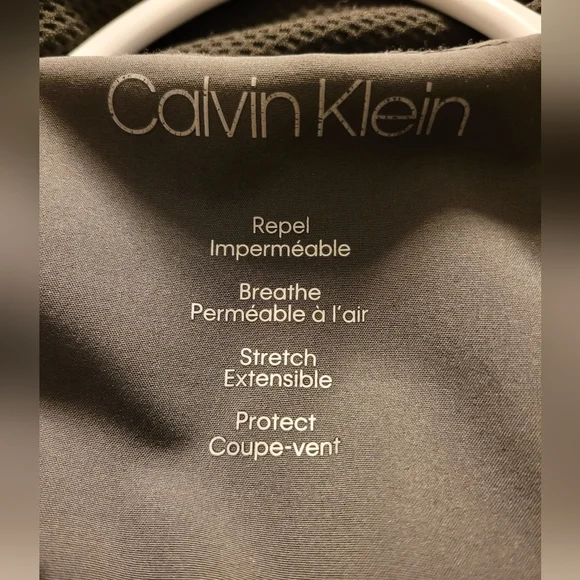 Calvin Klein
Repel
Imperméable
Breathe
Perméable à l'air
Stretch
Extensible
Protect
Coupe-vent